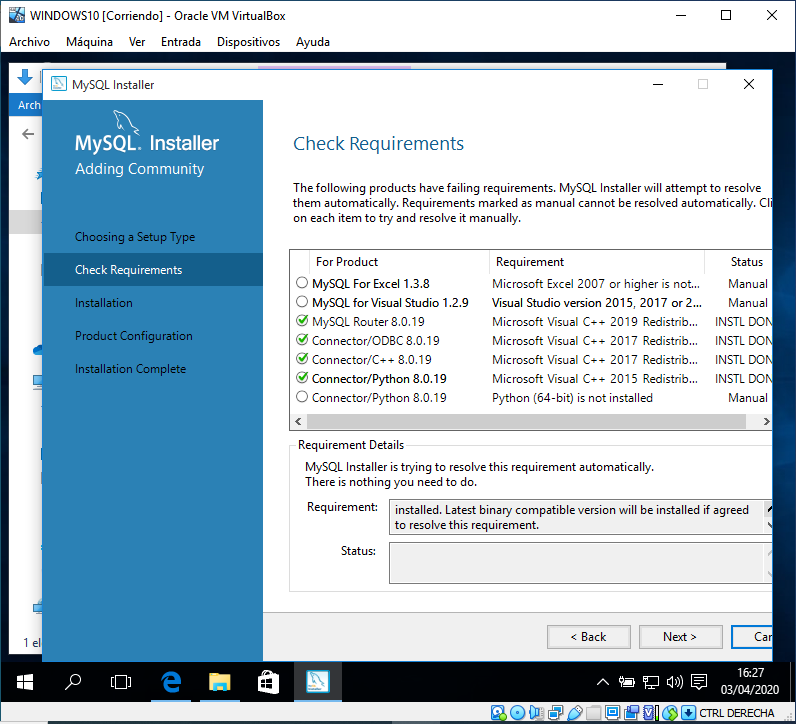 WINDOWS10 [Corriendo] - Oracle VM VirtualBox
Archivo Máquina Ver Entrada Dispositivos Ayuda
MySQL Installer
Arch
MySQL. Installer
Adding Community
Choosing a Setup Type
Check Requirements
Installation
Product Configuration
Installation Complete
Check Requirements
The following products have failing requirements. MySQL Installer will attempt to resolve
them automatically. Requirements marked as manual cannot be resolved automatically. Cli
on each item to try and resolve it manually.
For Product Requirement Status
MySQL For Excel 1.3.8 Microsoft Excel 2007 or higher is not... Manual
MySQL for Visual Studio 1.2.9 Visual Studio version 2015, 2017 or 2... Manual
MySQL Router 8.0.19 Microsoft Visual C++ 2019 Redistrib... INSTL DON
Connector/ODBC 8.0.19 Microsoft Visual C++ 2017 Redistrib... INSTL DON
Connector/C++ 8.0.19 Microsoft Visual C++ 2017 Redistrib... INSTL DON
Connector/Python 8.0.19 Microsoft Visual C++ 2015 Redistrib... INSTL DON
Connector/Python 8.0.19 Python (64-bit) is not installed Manual
Requirement Details
MySQL Installer is trying to resolve this requirement automatically.
There is nothing you need to do.
Requirement: installed. Latest binary compatible version will be installed if agreed
to resolve this requirement.
Status:
1 el
< Back Next > Can
16:27
03/04/2020
CTRL DERECHA